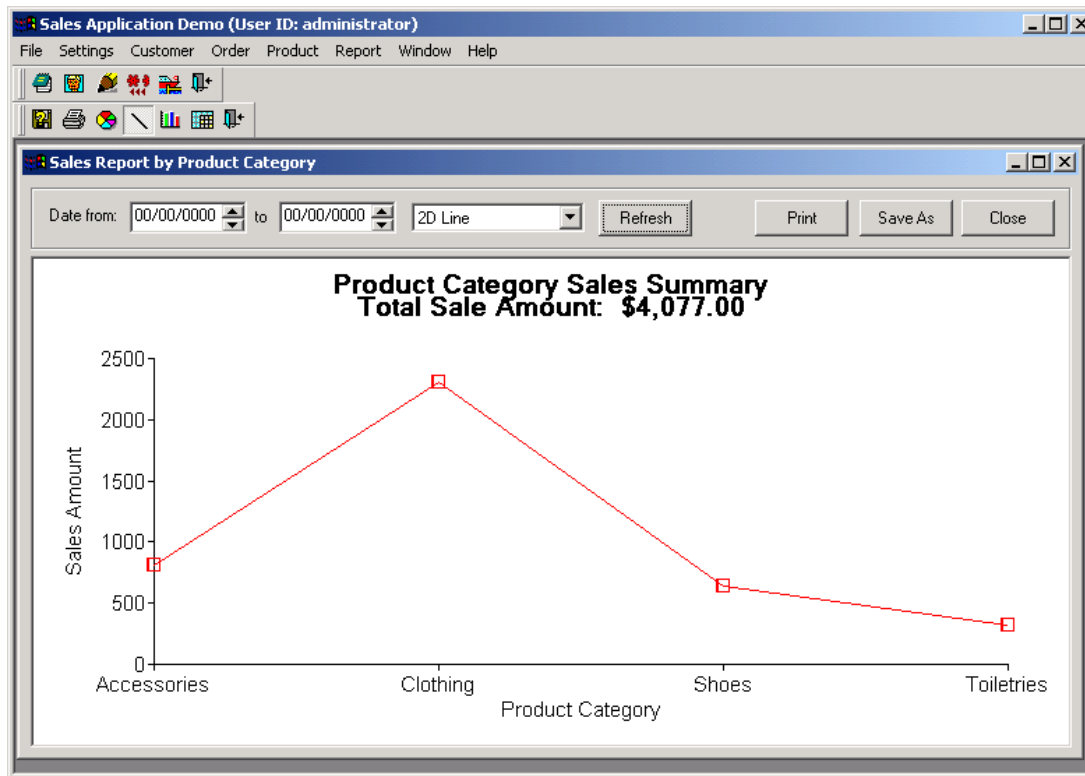 Sales Application Demo (User ID: administrator)
File Settings Customer Order Product Report Window Help
Sales Report by Product Category
Date from: 00/00/0000 to 00/00/0000 2D Line Refresh Print Save As Close
Product Category Sales Summary
Total Sale Amount: $4,077.00
2500
2000
1500
1000
500
0
Sales Amount
Accessories Clothing Shoes Toiletries
Product Category